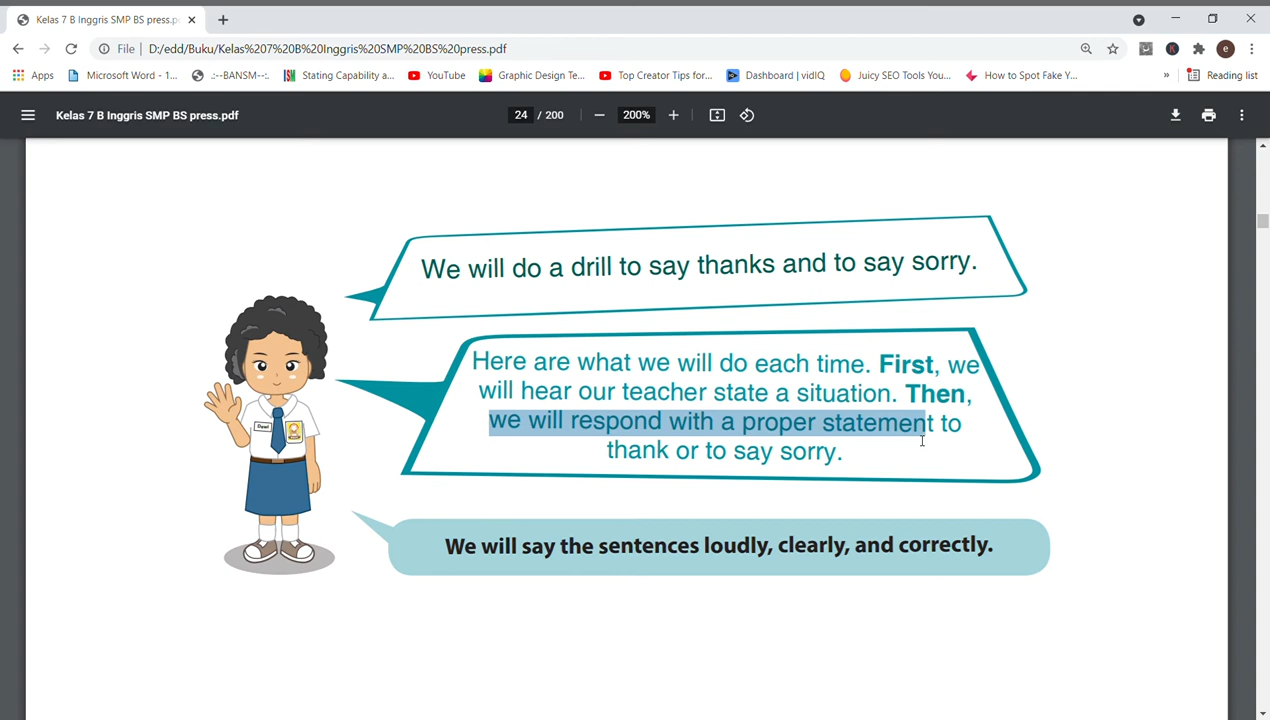 Kelas 7 B Inggris SMP BS press.p
File
D:/edd/Buku/Kelas%207%20B%20Inggris%20SMP%20BS%20press.pdf
e
Apps
Microsoft Word - 1...
.:--BANSM--:.
Stating Capability a...
YouTube
Graphic Design Te...
Top Creator Tips for...
Dashboard | vidIQ
Juicy SEO Tools You...
How to Spot Fake Y...
»
Reading list
Kelas 7 B Inggris SMP BS press.pdf
24 / 200
200%
We will do a drill to say thanks and to say sorry.
Here are what we will do each time. First, we
will hear our teacher state a situation. Then,
we will respond with a proper statement to
thank or to say sorry.
We will say the sentences loudly, clearly, and correctly.